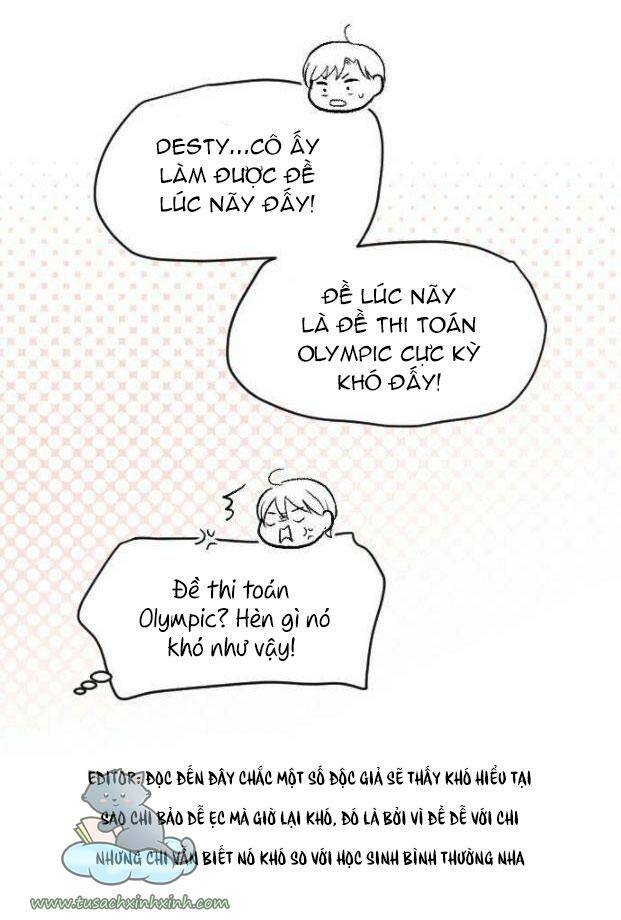 DESTY...CÔ ẤY
LÀM ĐƯỢC ĐỀ
LÚC NÃY ĐẤY!
ĐỀ LÚC NÃY
LÀ ĐỀ THI TOÁN
OLYMPIC CỰC KỲ
KHÓ ĐẤY!
Đề thi toán
Olympic? Hèn gì nó
khó như vậy!
EDITOR: ĐỌC ĐẾN ĐÂY CHẮC MỘT SỐ ĐỘC GIẢ SẼ THẤY KHÓ HIỂU TẠI
SAO CHỊ BẢO DỄ ẸC MÀ GIỜ LẠI KHÓ, ĐÓ LÀ BỞI VÌ ĐỀ DỄ VỚI CHỊ
NHƯNG CHỊ VẪN BIẾT NÓ KHÓ SO VỚI HỌC SINH BÌNH THƯỜNG NHA
www.tusachxinhxinh.com